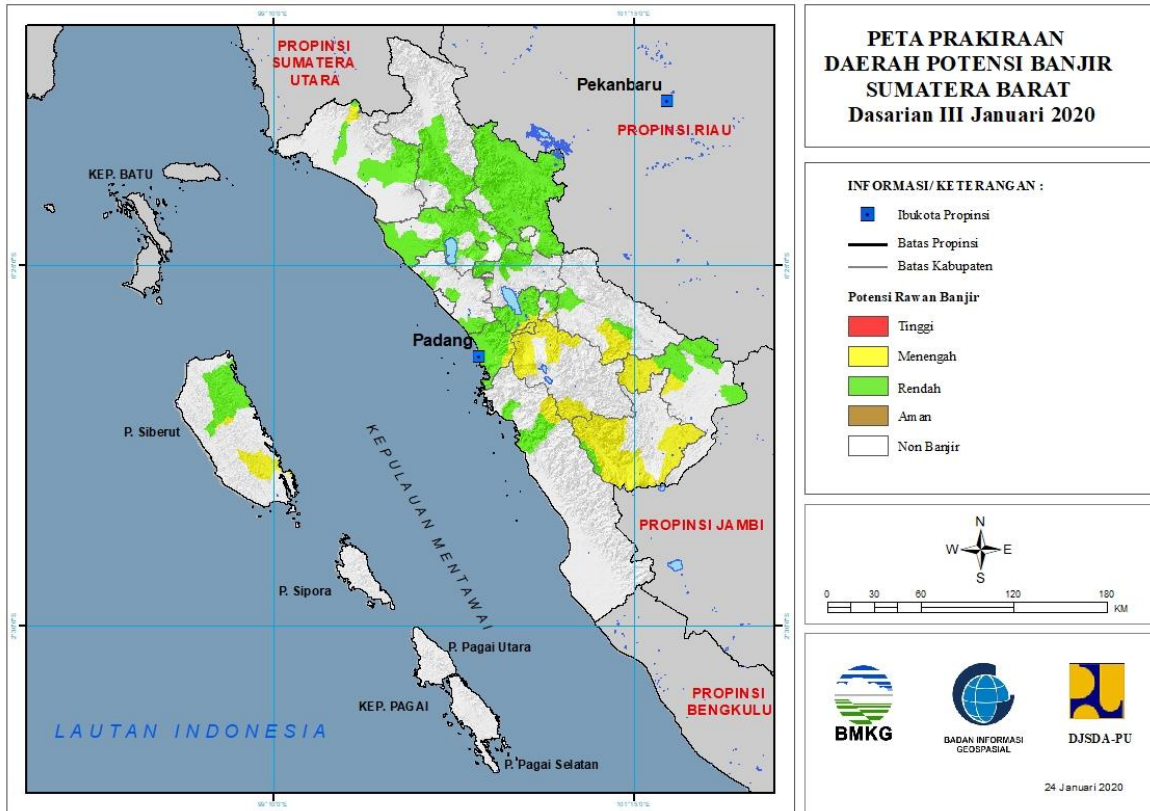 PROPINSI
SUMATERA
UTARA
Pekanbaru
PROPINSI RIAU
KEP. BATU
Padang
P. Siberut
KEPULAUAN MENTAWAI
PROPINSI JAMBI
P. Sipora
P. Pagai Utara
KEP. PAGAI
PROPINSI
BENGKULU
LAUTAN INDONESIA
P. Pagai Selatan
PETA PRAKIRAAN
DAERAH POTENSI BANJIR
SUMATERA BARAT
Dasarian III Januari 2020
INFORMASI/ KETERANGAN :
Ibukota Propinsi
Batas Propinsi
Batas Kabupaten
Potensi Rawan Banjir
Tinggi
Menengah
Rendah
Aman
Non Banjir
N
W E
S
0 30 60 120 180
KM
BMKG
BADAN INFORMASI
GEOSPASIAL
DJSDA-PU
24 Januari 2020